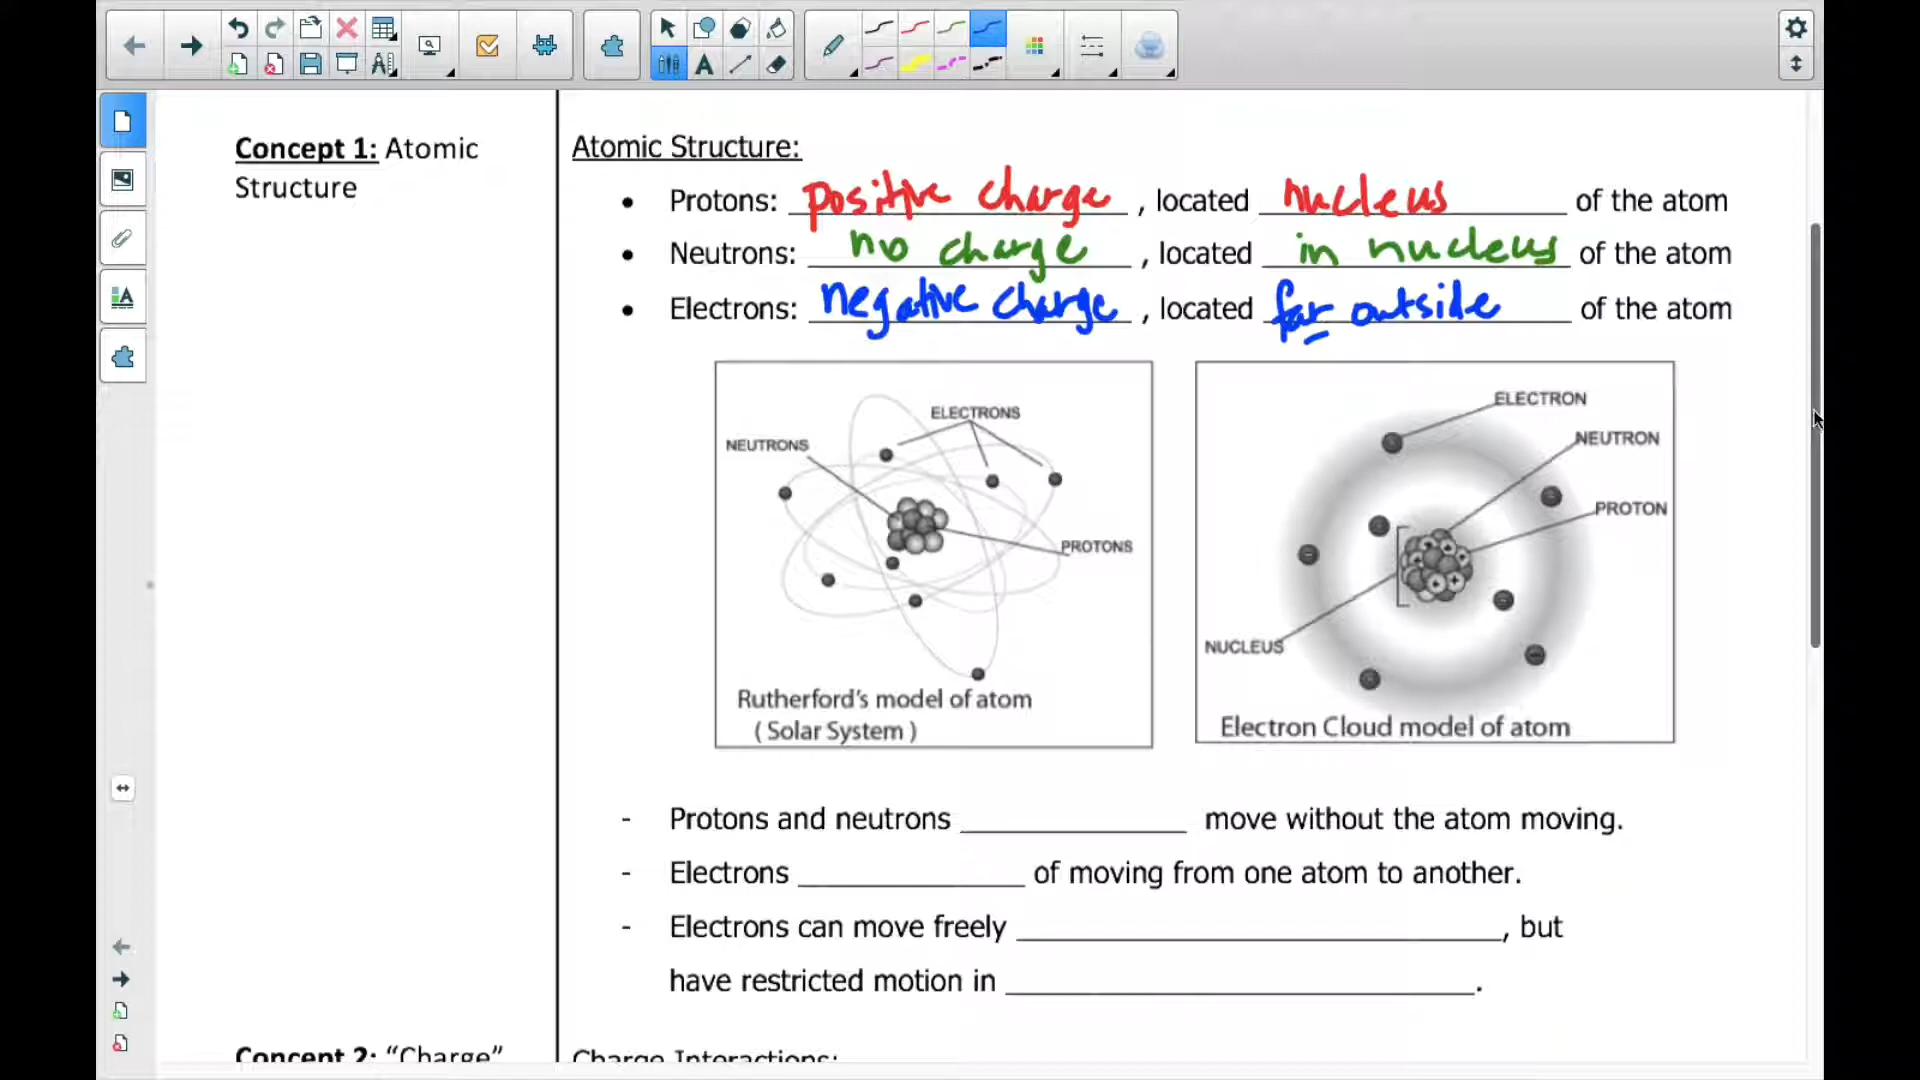 Concept 1: Atomic
Structure
Atomic Structure:
• Protons: positive charge, located nucleus of the atom
• Neutrons: no charge, located in nucleus of the atom
• Electrons: negative charge, located far outside of the atom
ELECTRONS
NEUTRONS
PROTONS
Rutherford's model of atom
( Solar System )
ELECTRON
NEUTRON
PROTON
NUCLEUS
Electron Cloud model of atom
- Protons and neutrons ______________ move without the atom moving.
- Electrons ______________ of moving from one atom to another.
- Electrons can move freely ______________________________, but
have restricted motion in _____________________________.
Concept 2: "Charge"
Charge Interactions: